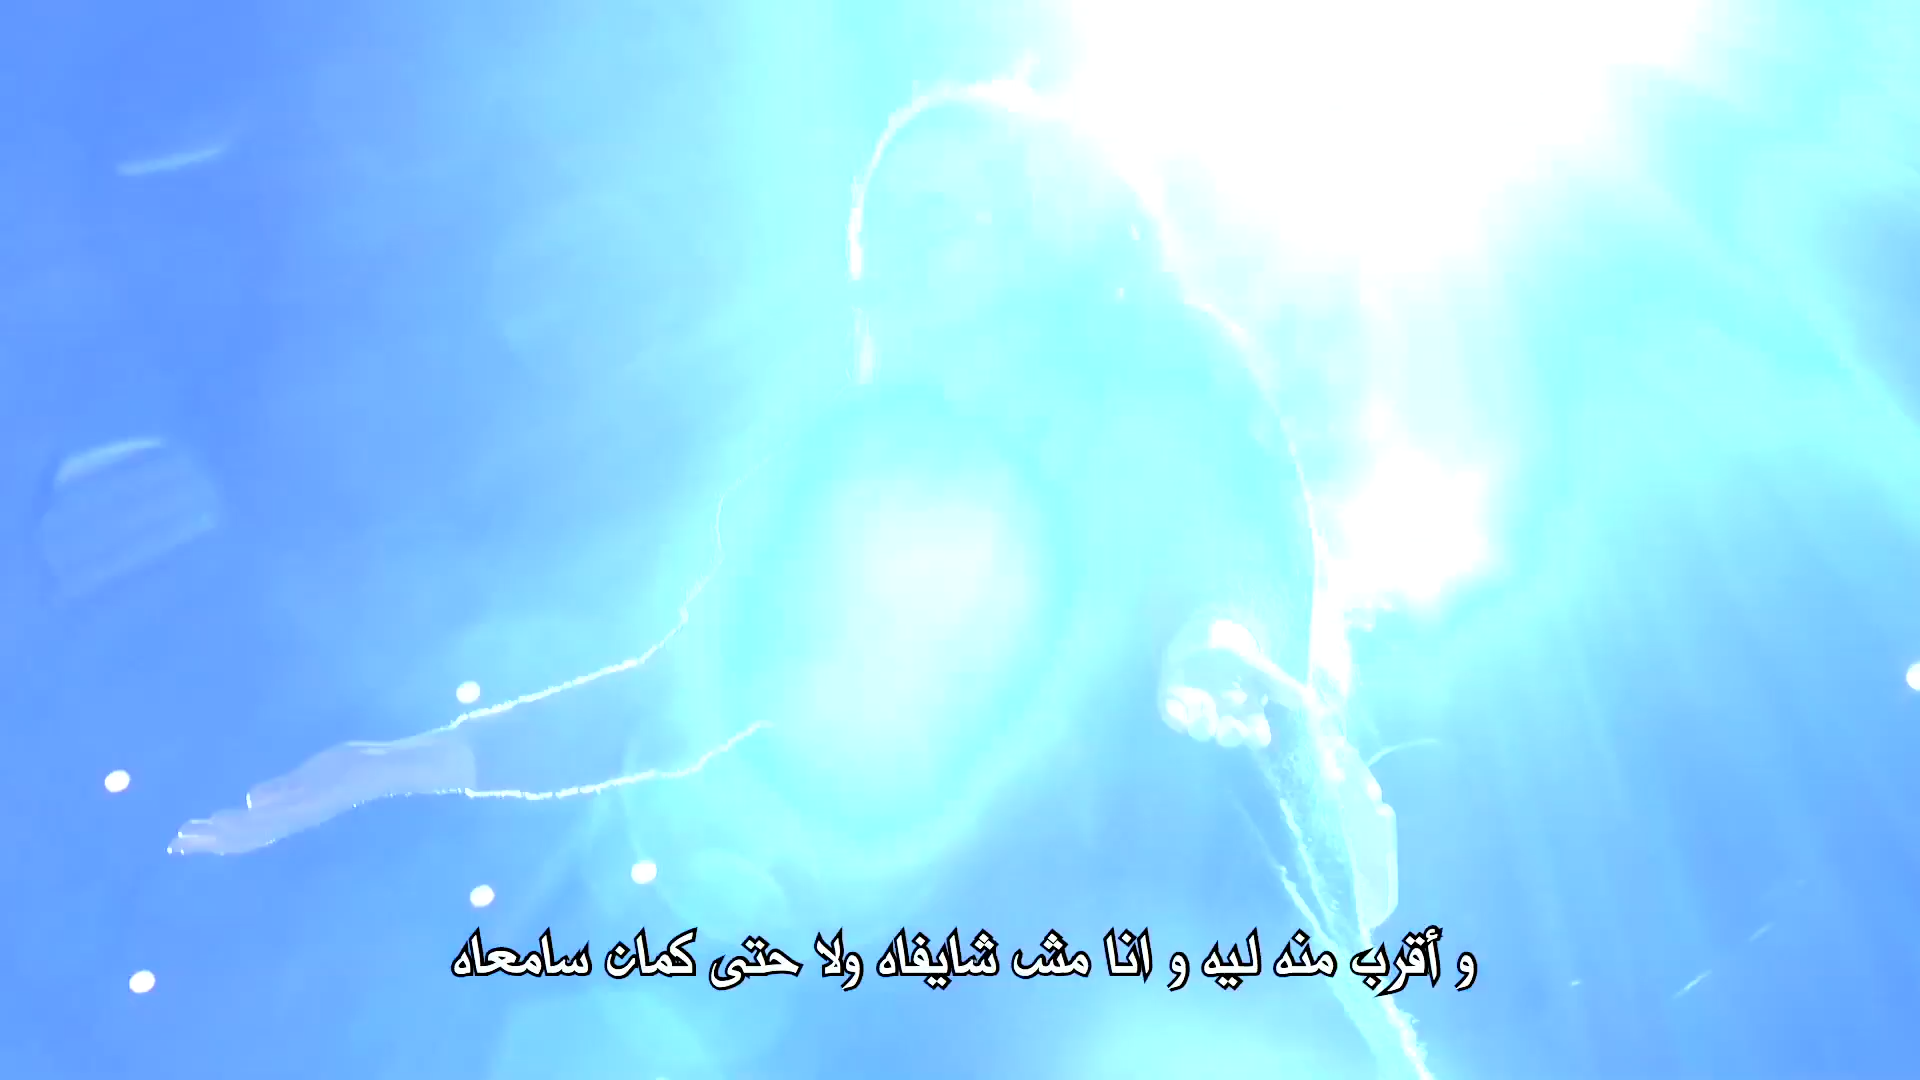 و أقرب منه ليه و انا مش شايفاه ولا حتى كمان سامعاه